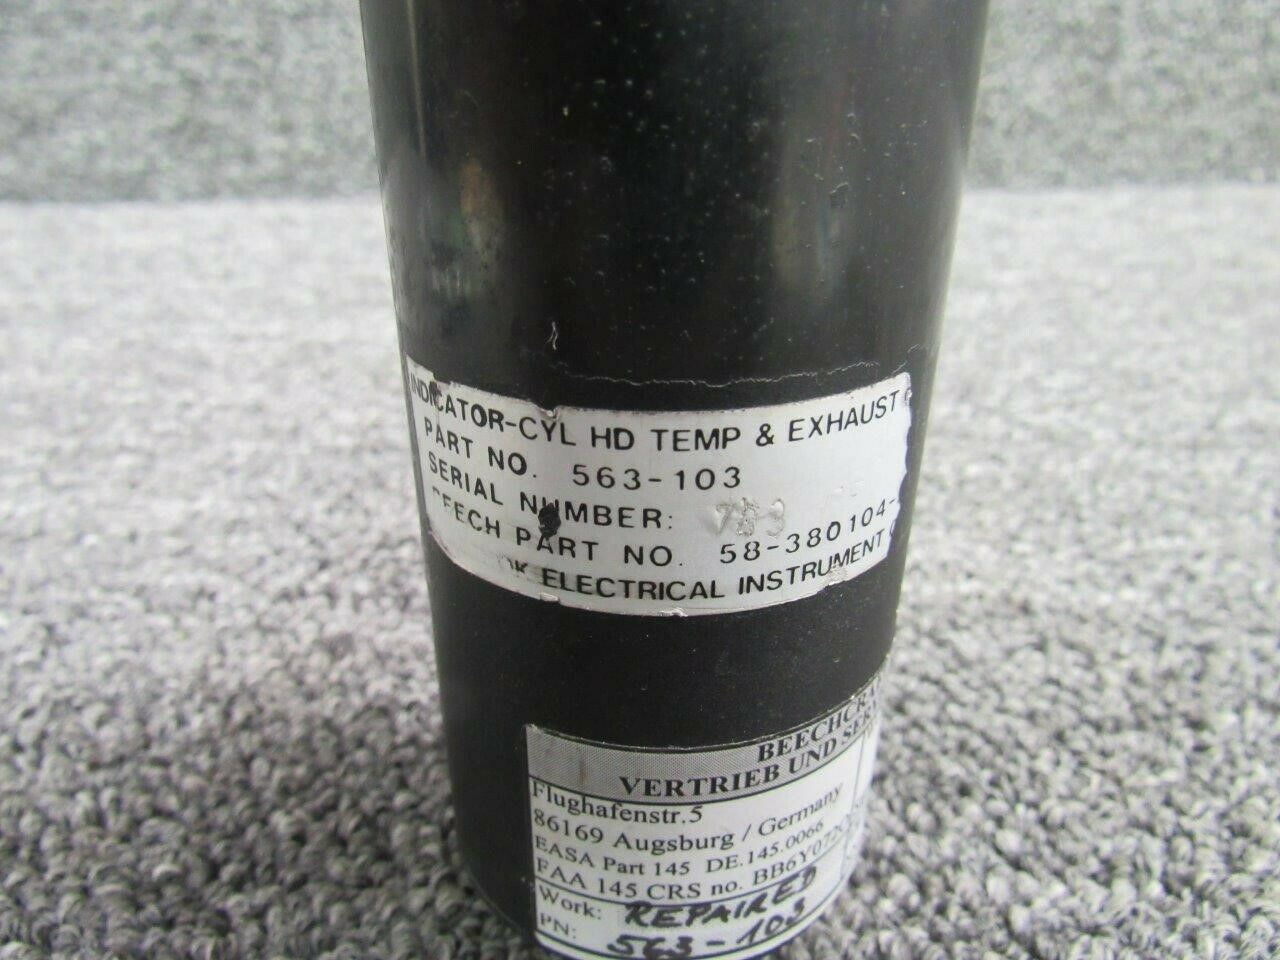 INDICATOR-CYL HD TEMP & EXHAUST
PART NO. 563-103
SERIAL NUMBER:
BEECH PART NO. 58-380104-
ELECTRICAL INSTRUMENT
VERTRIEB UND
Flughafenstr.5
86169 Augsburg / Germany
EASA Part 145 DE.145.0066
FAA 145 CRS no.
Work: REPAIRED
PN: 563-103